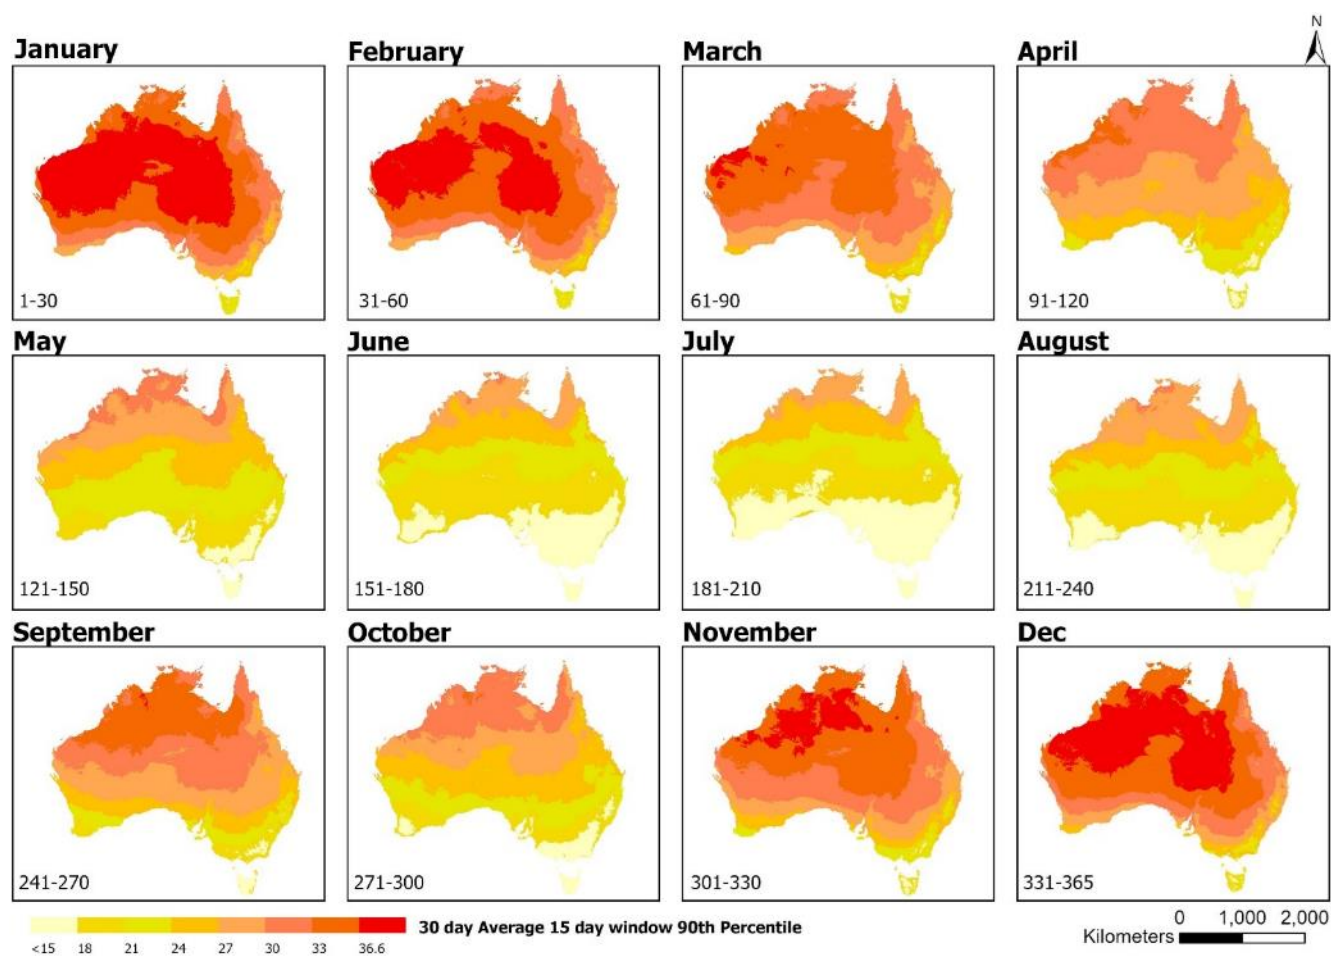 N
January
February
March
April
1-30
31-60
61-90
91-120
May
June
July
August
121-150
151-180
181-210
211-240
September
October
November
Dec
241-270
271-300
301-330
331-365
30 day Average 15 day window 90th Percentile
<15 18 21 24 27 30 33 36.6
0 1,000 2,000
Kilometers